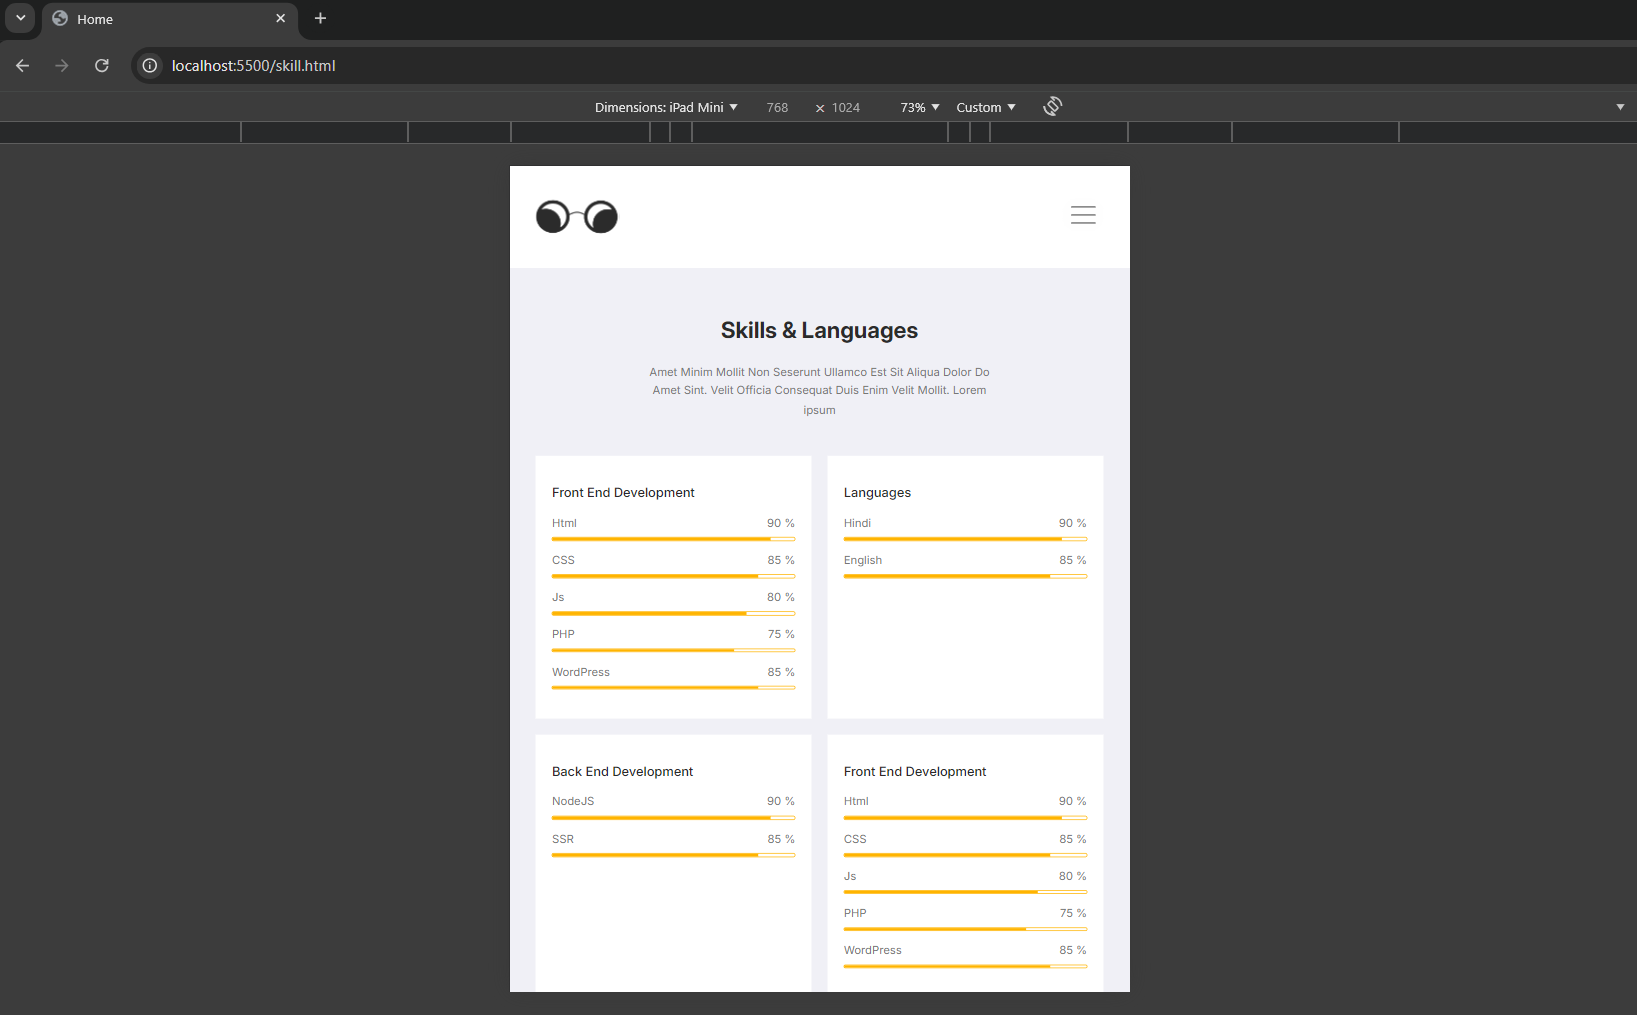 Home
localhost:5500/skill.html
Dimensions: iPad Mini 768 × 1024 73% Custom
Skills & Languages
Amet Minim Mollit Non Seserunt Ullamco Est Sit Aliqua Dolor Do
Amet Sint. Velit Officia Consequat Duis Enim Velit Mollit. Lorem
ipsum
Front End Development
Html 90 %
CSS 85 %
Js 80 %
PHP 75 %
WordPress 85 %
Languages
Hindi 90 %
English 85 %
Back End Development
NodeJS 90 %
SSR 85 %
Front End Development
Html 90 %
CSS 85 %
Js 80 %
PHP 75 %
WordPress 85 %